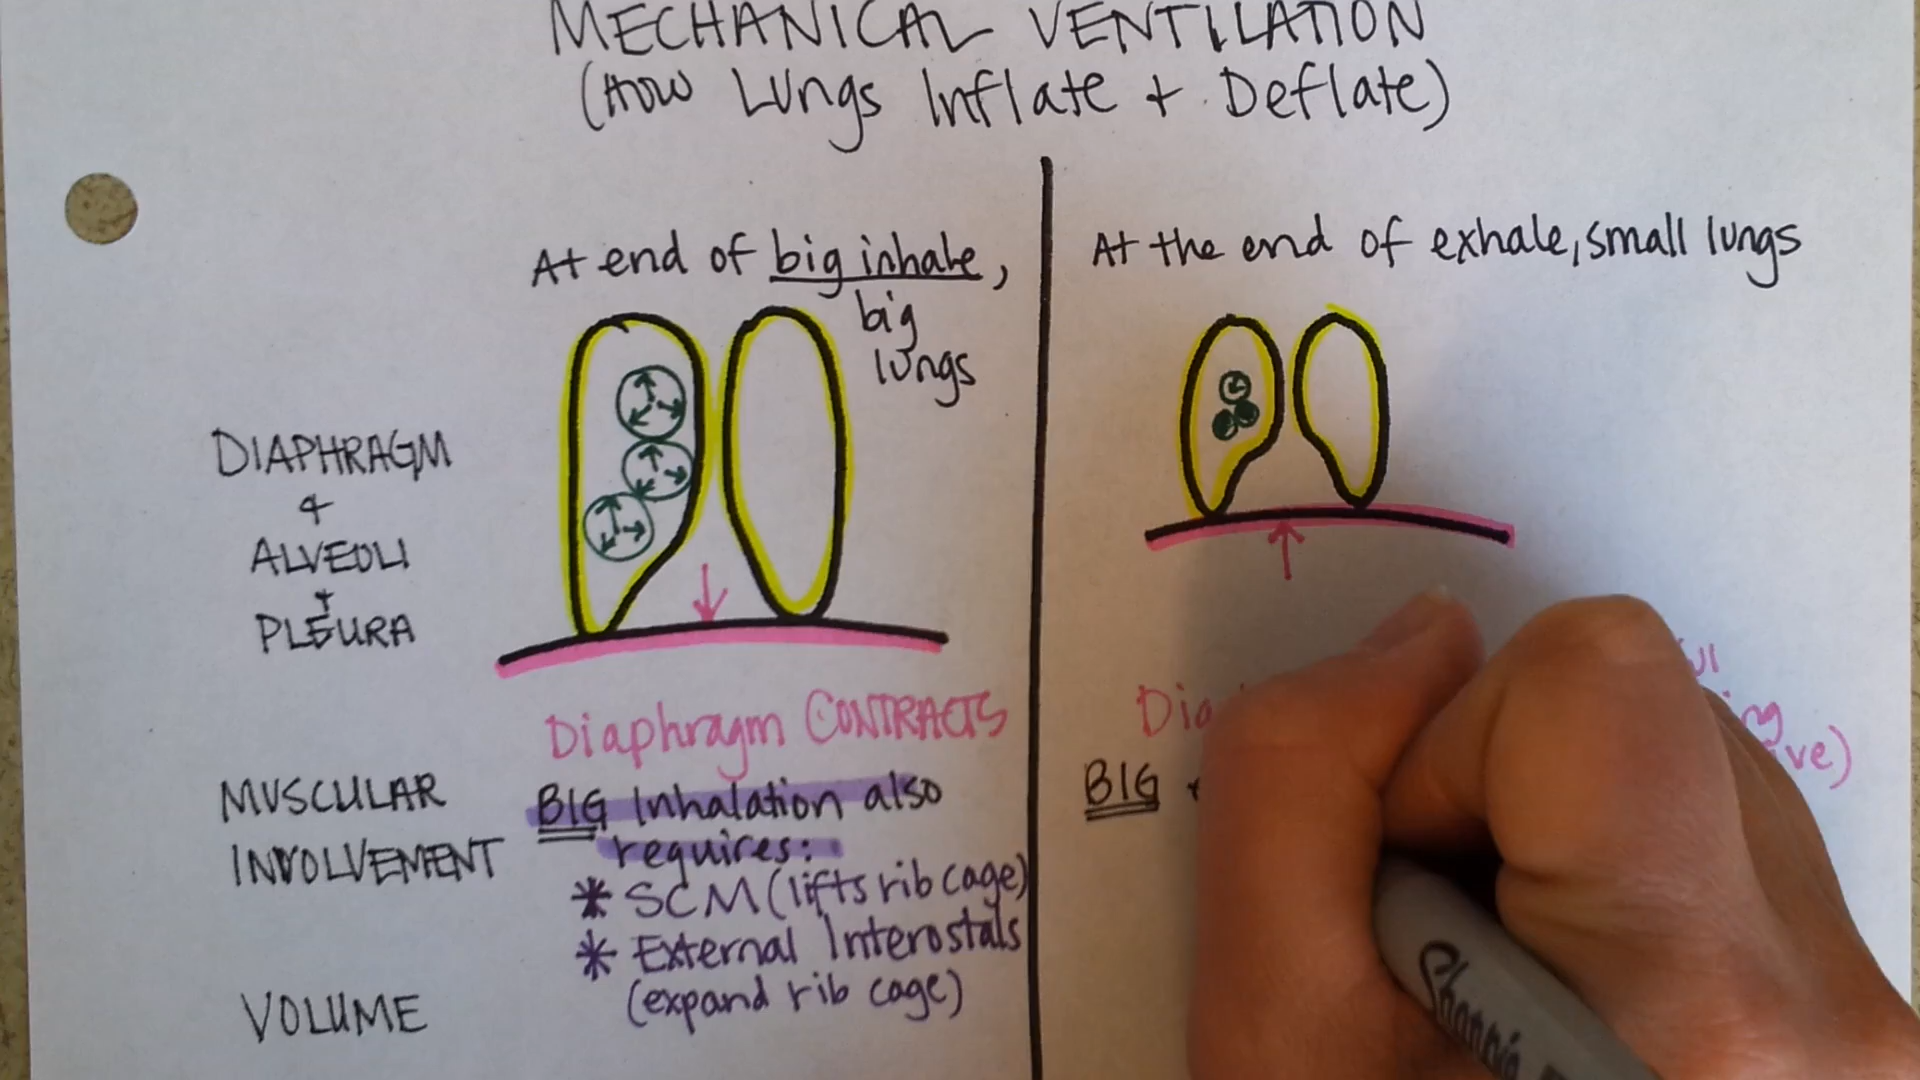 MECHANICAL VENTILATION
(How Lungs Inflate + Deflate)
At end of big inhale,
big
lungs
DIAPHRAGM
&
ALVEOLI
+
PLEURA
Diaphragm CONTRACTS
MUSCULAR
INVOLVEMENT
BIG Inhalation also
requires:
* SCM (lifts rib cage)
* External Interostals
(expand rib cage)
VOLUME
At the end of exhale, small lungs
BIG
Sharpie